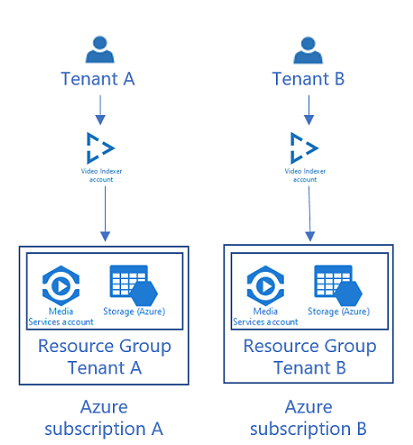 Tenant A
Tenant B
Video Indexer
account
Video Indexer
account
Media
Services account
Storage (Azure)
Media
Services account
Storage (Azure)
Resource Group
Tenant A
Resource Group
Tenant B
Azure
subscription A
Azure
subscription B